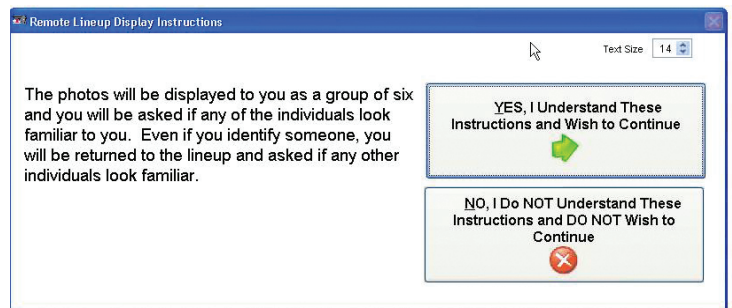 Remote Lineup Display Instructions
Text Size 14
The photos will be displayed to you as a group of six
and you will be asked if any of the individuals look
familiar to you.  Even if you identify someone, you
will be returned to the lineup and asked if any other
individuals look familiar.
YES, I Understand These
Instructions and Wish to Continue
NO, I Do NOT Understand These
Instructions and DO NOT Wish to
Continue